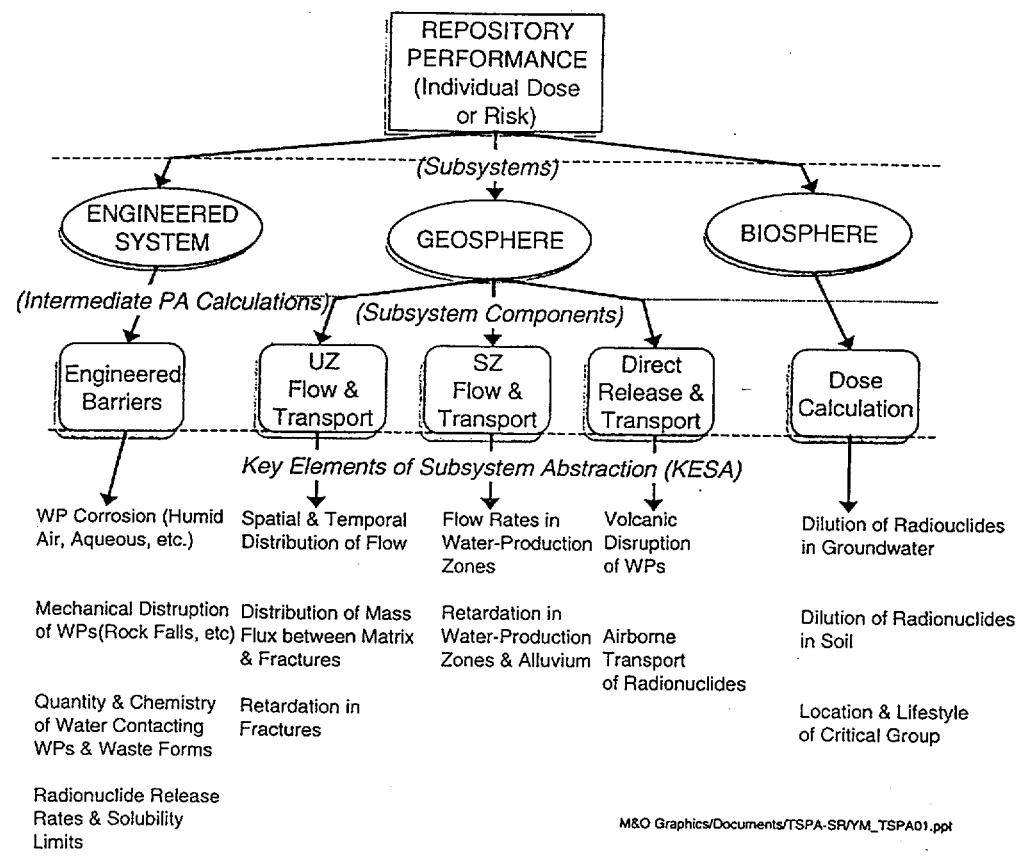 REPOSITORY
PERFORMANCE
(Individual Dose
or Risk)
(Subsystems)
ENGINEERED
SYSTEM
GEOSPHERE
BIOSPHERE
(Intermediate PA Calculations)
(Subsystem Components)
Engineered
Barriers
UZ
Flow &
Transport
SZ
Flow &
Transport
Direct
Release &
Transport
Dose
Calculation
Key Elements of Subsystem Abstraction (KESA)
WP Corrosion (Humid
Air, Aqueous, etc.)
Mechanical Distruption
of WPs(Rock Falls, etc)
Quantity & Chemistry
of Water Contacting
WPs & Waste Forms
Radionuclide Release
Rates & Solubility
Limits
Spatial & Temporal
Distribution of Flow
Distribution of Mass
Flux between Matrix
& Fractures
Retardation in
Fractures
Flow Rates in
Water-Production
Zones
Retardation in
Water-Production
Zones & Alluvium
Volcanic
Disruption
of WPs
Airborne
Transport
of Radionuclides
Dilution of Radiouclides
in Groundwater
Dilution of Radionuclides
in Soil
Location & Lifestyle
of Critical Group
M&O Graphics/Documents/TSPA-SR/YM_TSPA01.ppt